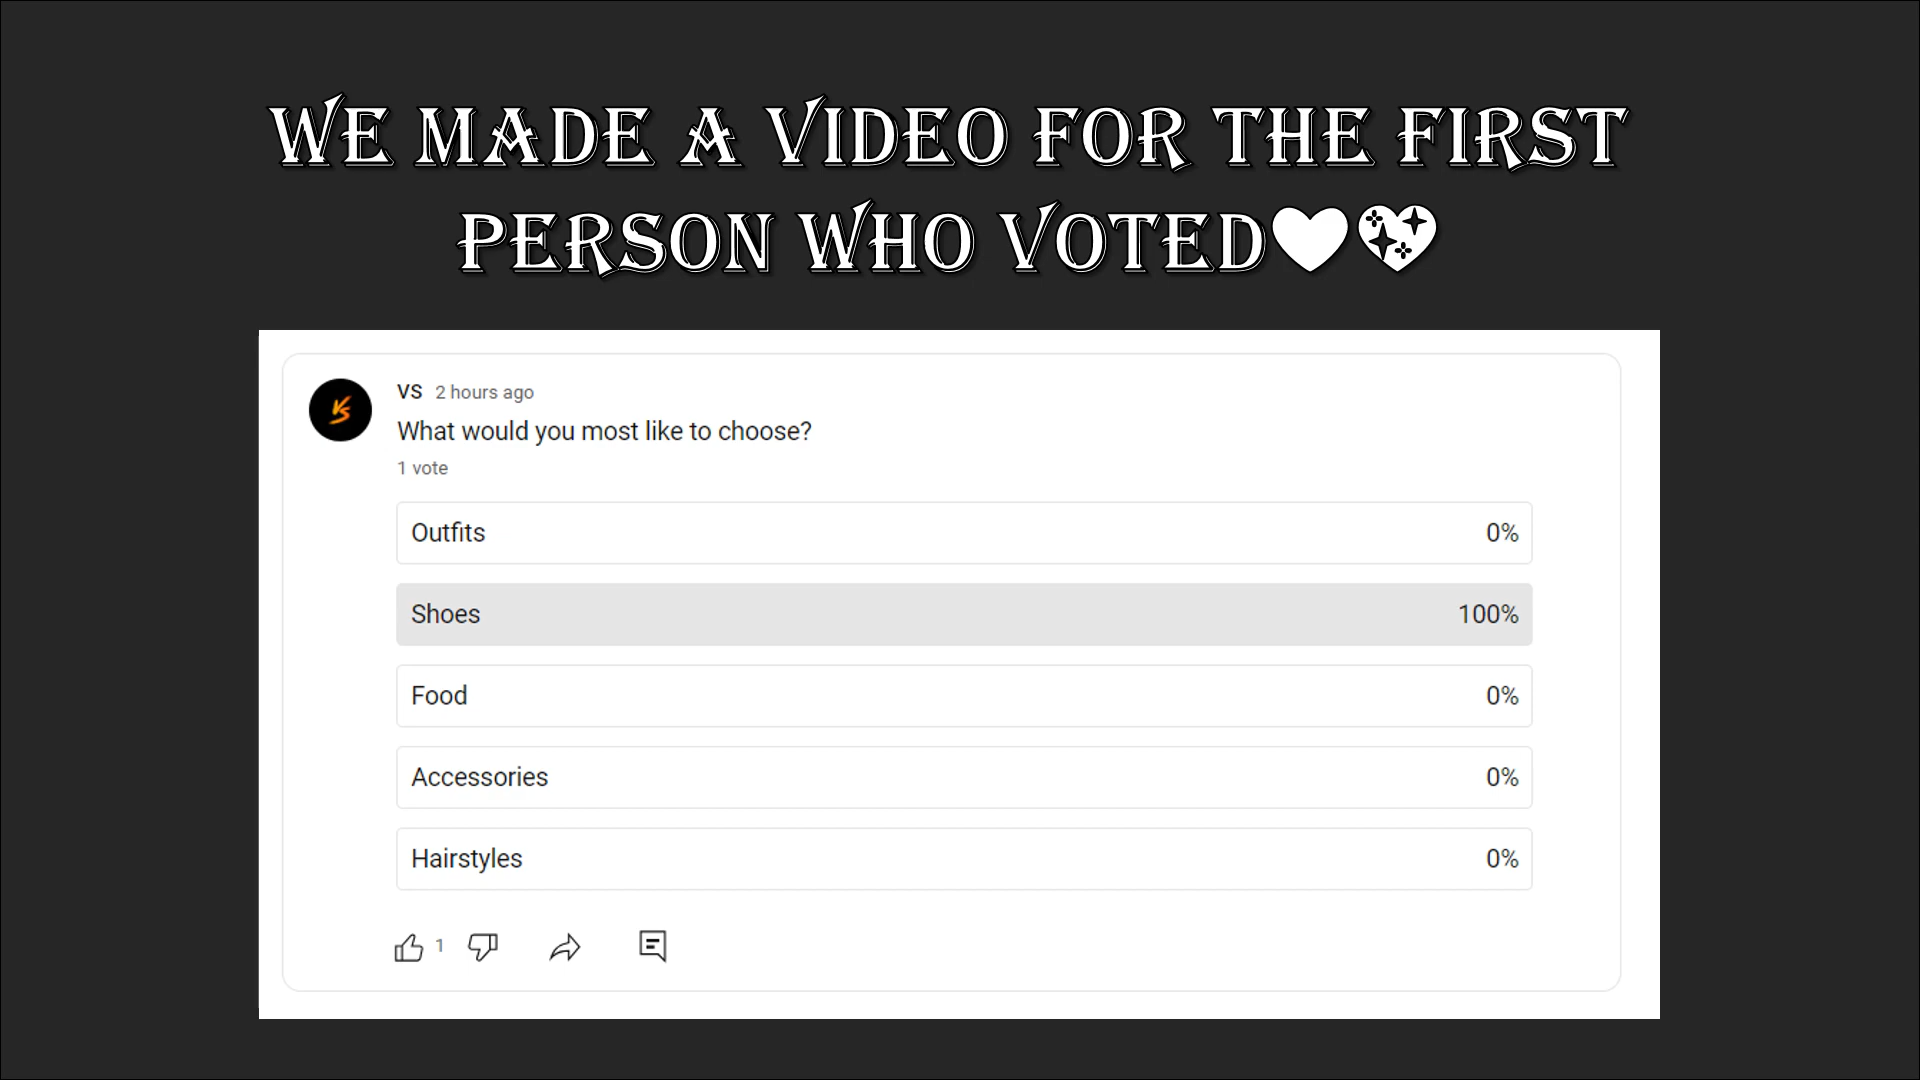 WE MADE A VIDEO FOR THE FIRST
PERSON WHO VOTED🤍💖
VS
VS 2 hours ago
What would you most like to choose?
1 vote
Outfits 0%
Shoes 100%
Food 0%
Accessories 0%
Hairstyles 0%
1